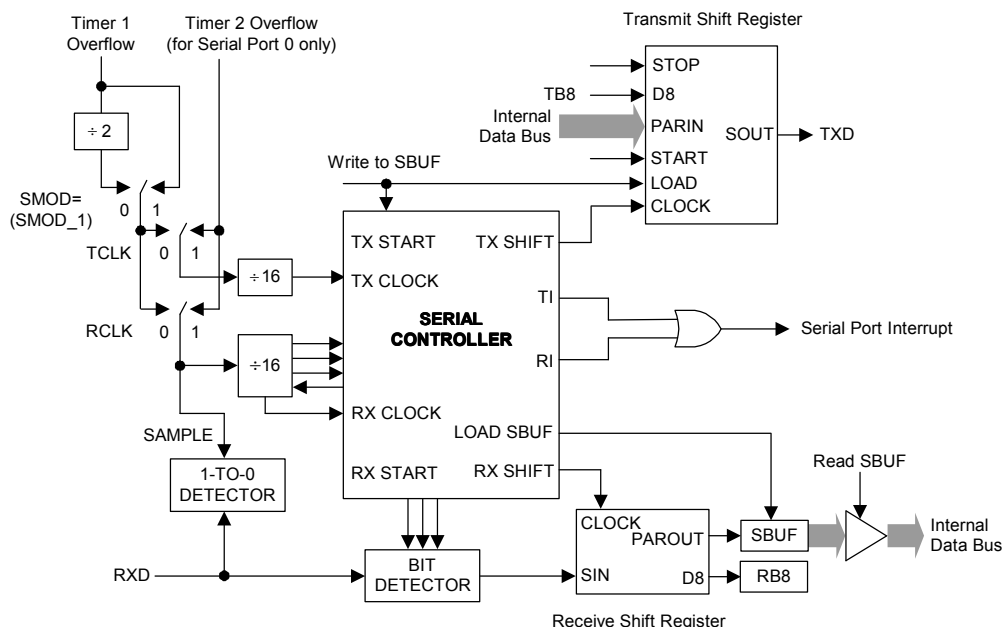 Timer 1
Overflow
Timer 2 Overflow
(for Serial Port 0 only)
Transmit Shift Register
÷ 2
SMOD=
(SMOD_1)
0 1
TCLK
0 1
RCLK
0 1
÷16
÷16
SAMPLE
1-TO-0
DETECTOR
RXD
Write to SBUF
TX START
TX SHIFT
TX CLOCK
TI
SERIAL
CONTROLLER
RI
RX CLOCK
LOAD SBUF
RX START
RX SHIFT
BIT
DETECTOR
TB8
Internal
Data Bus
STOP
D8
PARIN
SOUT
START
LOAD
CLOCK
TXD
Serial Port Interrupt
Read SBUF
CLOCK
PAROUT
SIN
D8
SBUF
RB8
Internal
Data Bus
Receive Shift Register